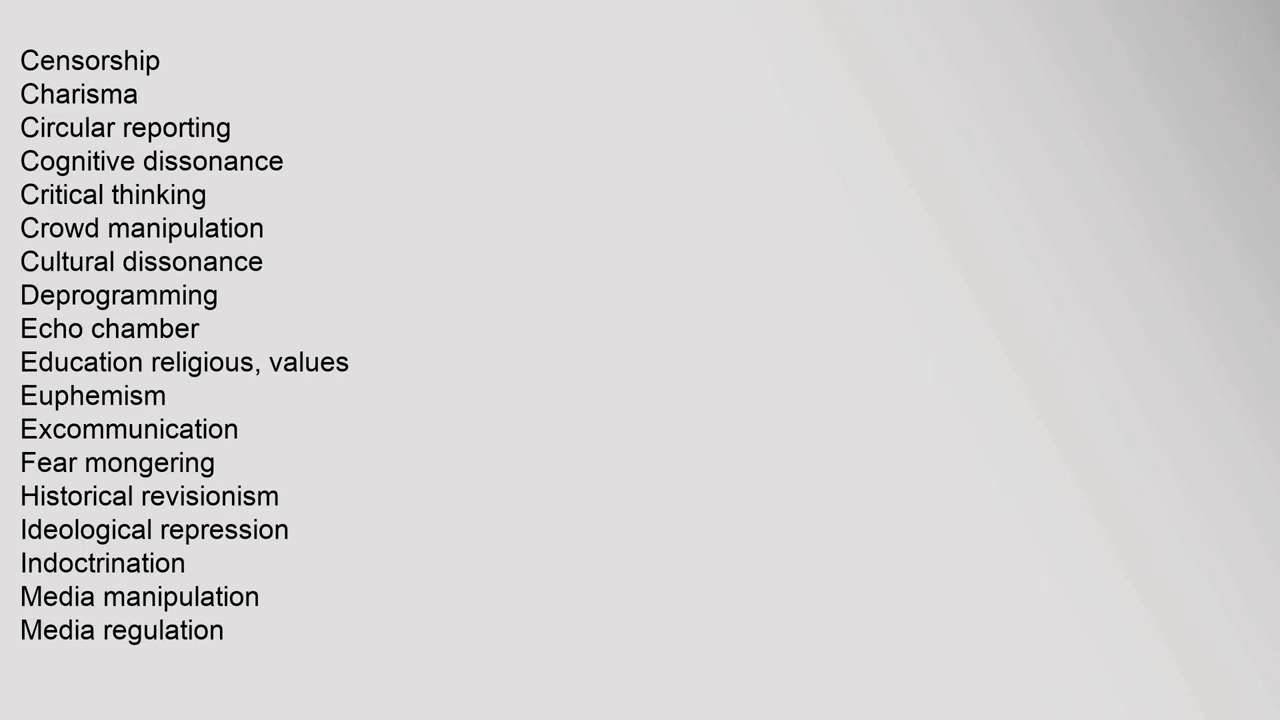 Censorship
Charisma
Circular reporting
Cognitive dissonance
Critical thinking
Crowd manipulation
Cultural dissonance
Deprogramming
Echo chamber
Education religious, values
Euphemism
Excommunication
Fear mongering
Historical revisionism
Ideological repression
Indoctrination
Media manipulation
Media regulation